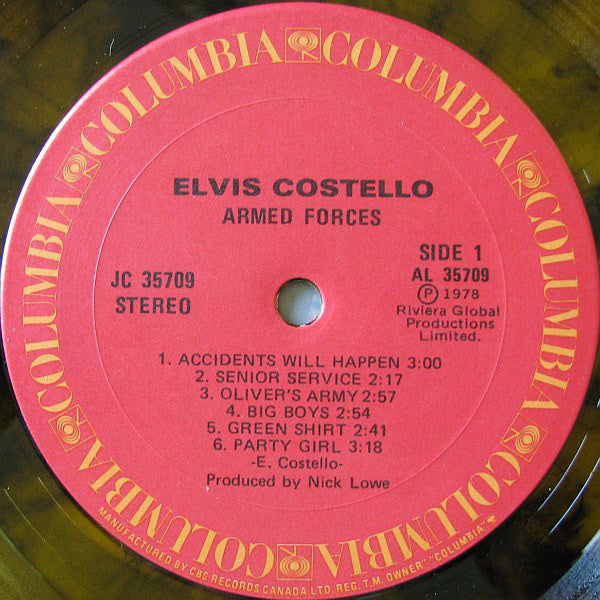 COLUMBIA COLUMBIA COLUMBIA COLUMBIA COLUMBIA COLUMBIA
ELVIS COSTELLO
ARMED FORCES
JC 35709
STEREO
SIDE 1
AL 35709
Ⓟ 1978
Riviera Global
Productions
Limited.
1. ACCIDENTS WILL HAPPEN 3:00
2. SENIOR SERVICE 2:17
3. OLIVER'S ARMY 2:57
4. BIG BOYS 2:54
5. GREEN SHIRT 2:41
6. PARTY GIRL 3:18
-E. Costello-
Produced by Nick Lowe
MANUFACTURED BY CBS RECORDS CANADA LTD. REG. T.M. OWNER "COLUMBIA"